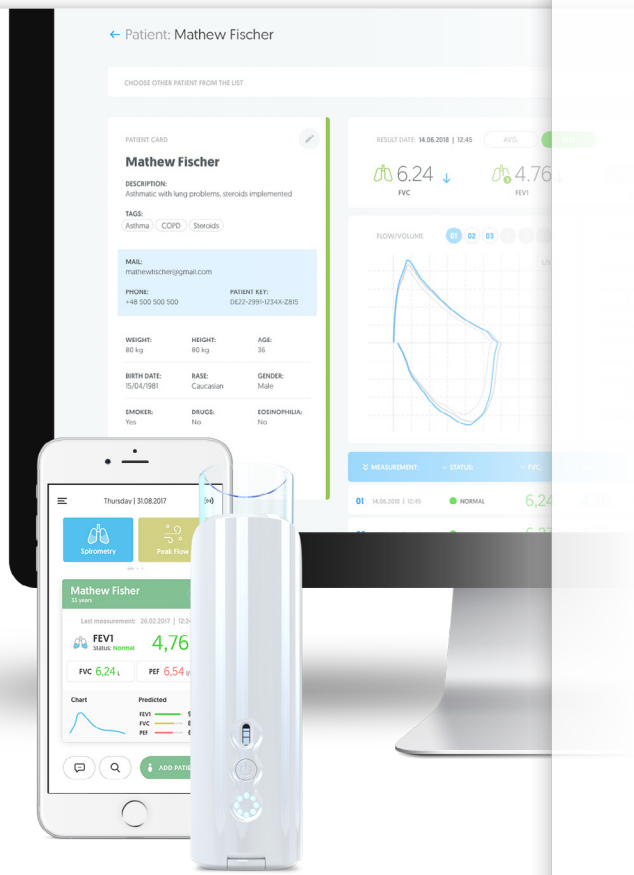 ← Patient: Mathew Fischer
CHOOSE OTHER PATIENT FROM THE LIST
PATIENT CARD
Mathew Fischer
DESCRIPTION:
Asthmatic with lung problems, steroids implemented
TAGS:
Asthma COPD Steroids
MAIL:
mathewfischer@gmail.com
PHONE: PATIENT KEY:
+48 500 500 500 DE22-2991-1234X-Z815
WEIGHT: HEIGHT: AGE:
80 kg 80 kg 36
BIRTH DATE: RASE: GENDER:
15/04/1981 Caucasian Male
SMOKER: DRUGS: EOSINOPHILIA:
Yes No No
RESULT DATE: 14.06.2018 | 12:45 AVG.
6.24 ↓ 4.76
FVC FEV1
FLOW/VOLUME 01 02 03
L/S
MEASUREMENT: STATUS: FVC:
01 14.06.2018 | 12:45 NORMAL 6,24
Thursday | 31.08.2017
Spirometry Peak Flow
Mathew Fisher
35 years
Last measurement: 26.02.2017 | 12:24
FEV1 4,76
Status: Normal
FVC 6,24 L PEF 6,54
Chart Predicted
FEV1
FVC
PEF
ADD PATIE